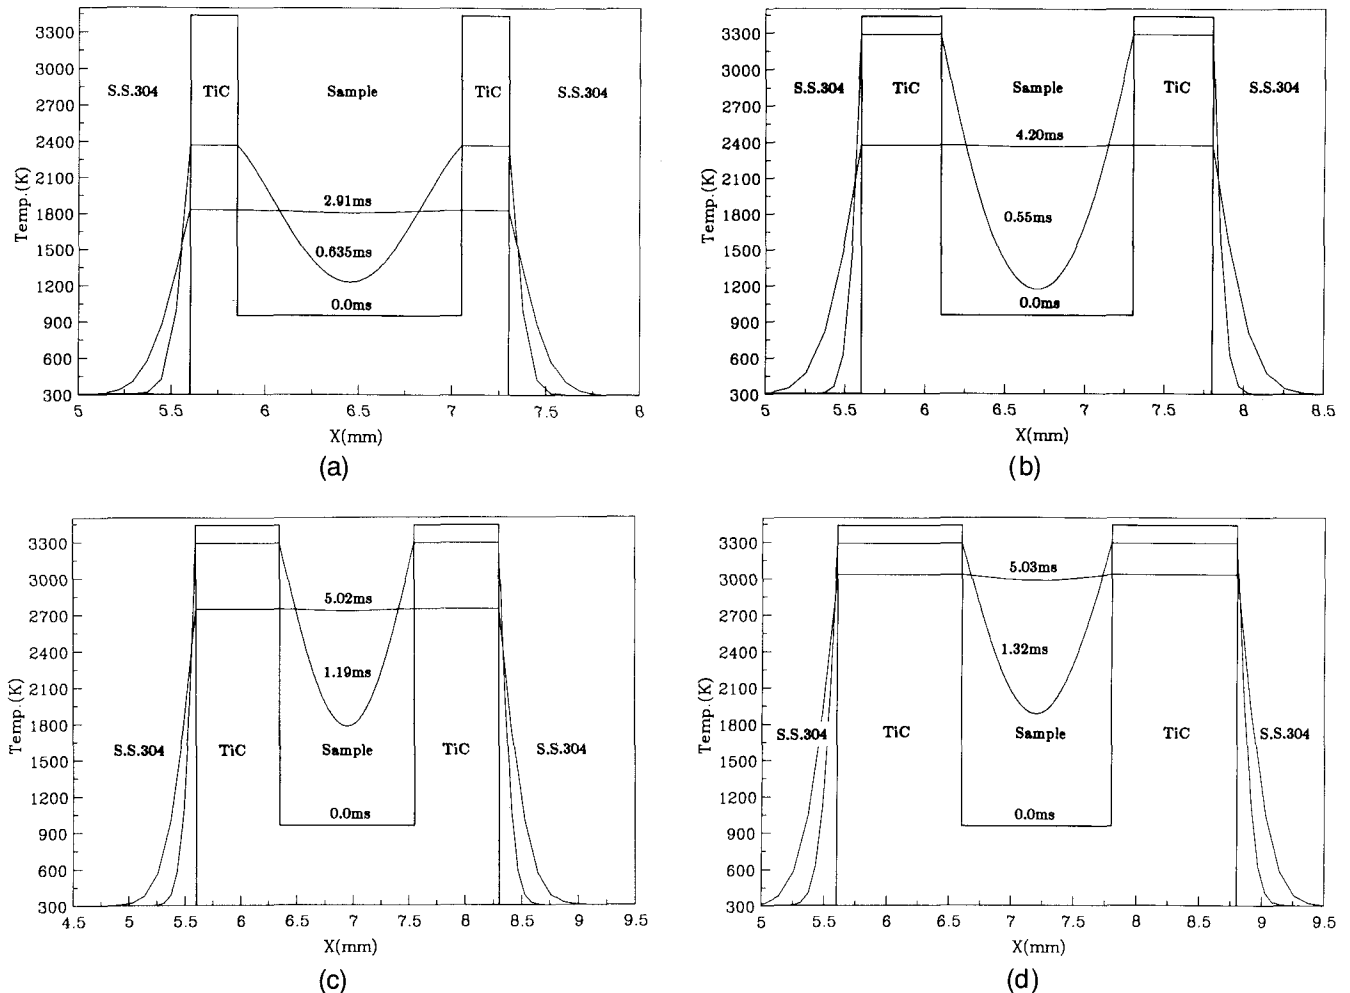 3300
3000
2700
2400
2100
1800
1500
1200
900
600
300
Temp.(K)
S.S.304
TiC
Sample
TiC
S.S.304
2.91ms
0.635ms
0.0ms
5
5.5
6
6.5
7
7.5
8
X(mm)
(a)
3300
3000
2700
2400
2100
1800
1500
1200
900
600
300
Temp.(K)
S.S.304
TiC
Sample
TiC
S.S.304
4.20ms
0.55ms
0.0ms
5
5.5
6
6.5
7
7.5
8
8.5
X(mm)
(b)
3300
3000
2700
2400
2100
1800
1500
1200
900
600
300
Temp.(K)
5.02ms
1.19ms
S.S.304
TiC
Sample
TiC
S.S.304
0.0ms
4.5
5
5.5
6
6.5
7
7.5
8
8.5
9
9.5
X(mm)
(c)
3300
3000
2700
2400
2100
1800
1500
1200
900
600
300
Temp.(K)
5.03ms
1.32ms
S.S.304
TiC
Sample
TiC
S.S.304
0.0ms
5
5.5
6
6.5
7
7.5
8
8.5
9
9.5
X(mm)
(d)